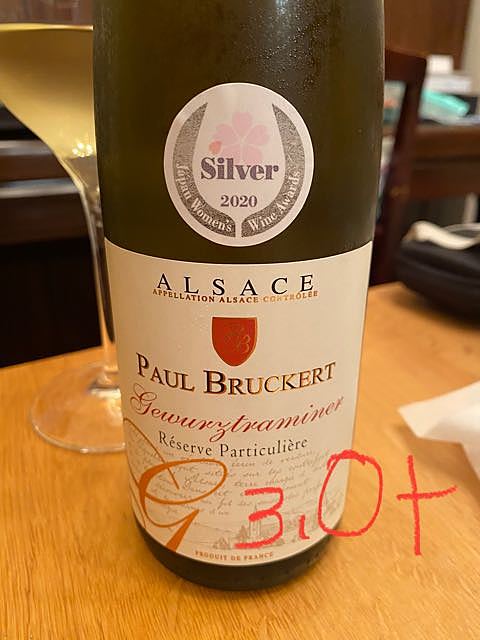 Silver
2020
Japan Women's Wine Awards
ALSACE
APPELLATION ALSACE CONTRÔLÉE
PB
PAUL BRUCKERT
Gewurztraminer
Réserve Particulière
G
3,0+
PRODUIT DE FRANCE